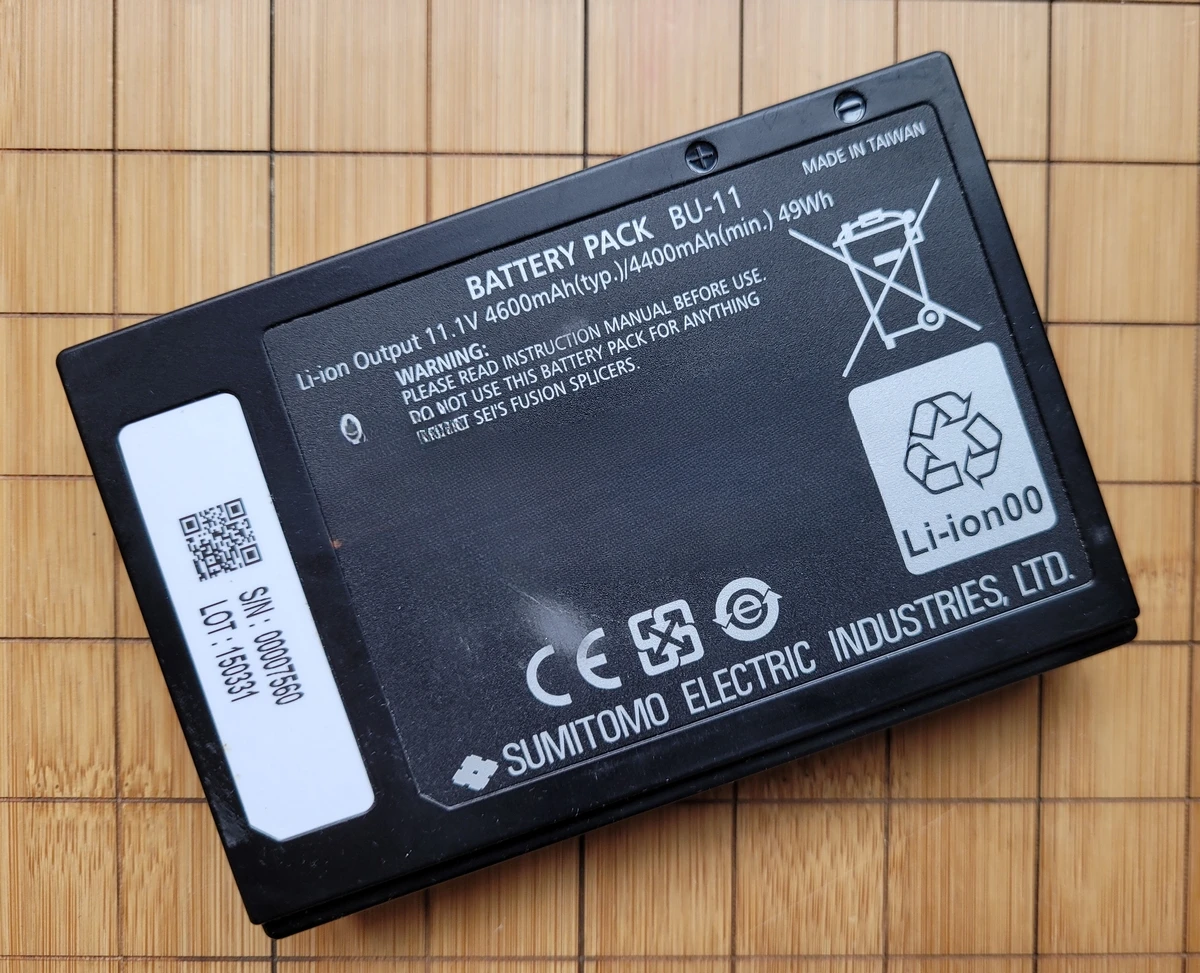 MADE IN TAIWAN
BATTERY PACK BU-11
Li-ion Output 11.1V 4600mAh(typ.)/4400mAh(min.) 49Wh
WARNING:
PLEASE READ INSTRUCTION MANUAL BEFORE USE.
DO NOT USE THIS BATTERY PACK FOR ANYTHING
SEI'S FUSION SPLICERS.
Li-ion00
S/N : 00007560
LOT : 150331
CE
SUMITOMO ELECTRIC INDUSTRIES, LTD.